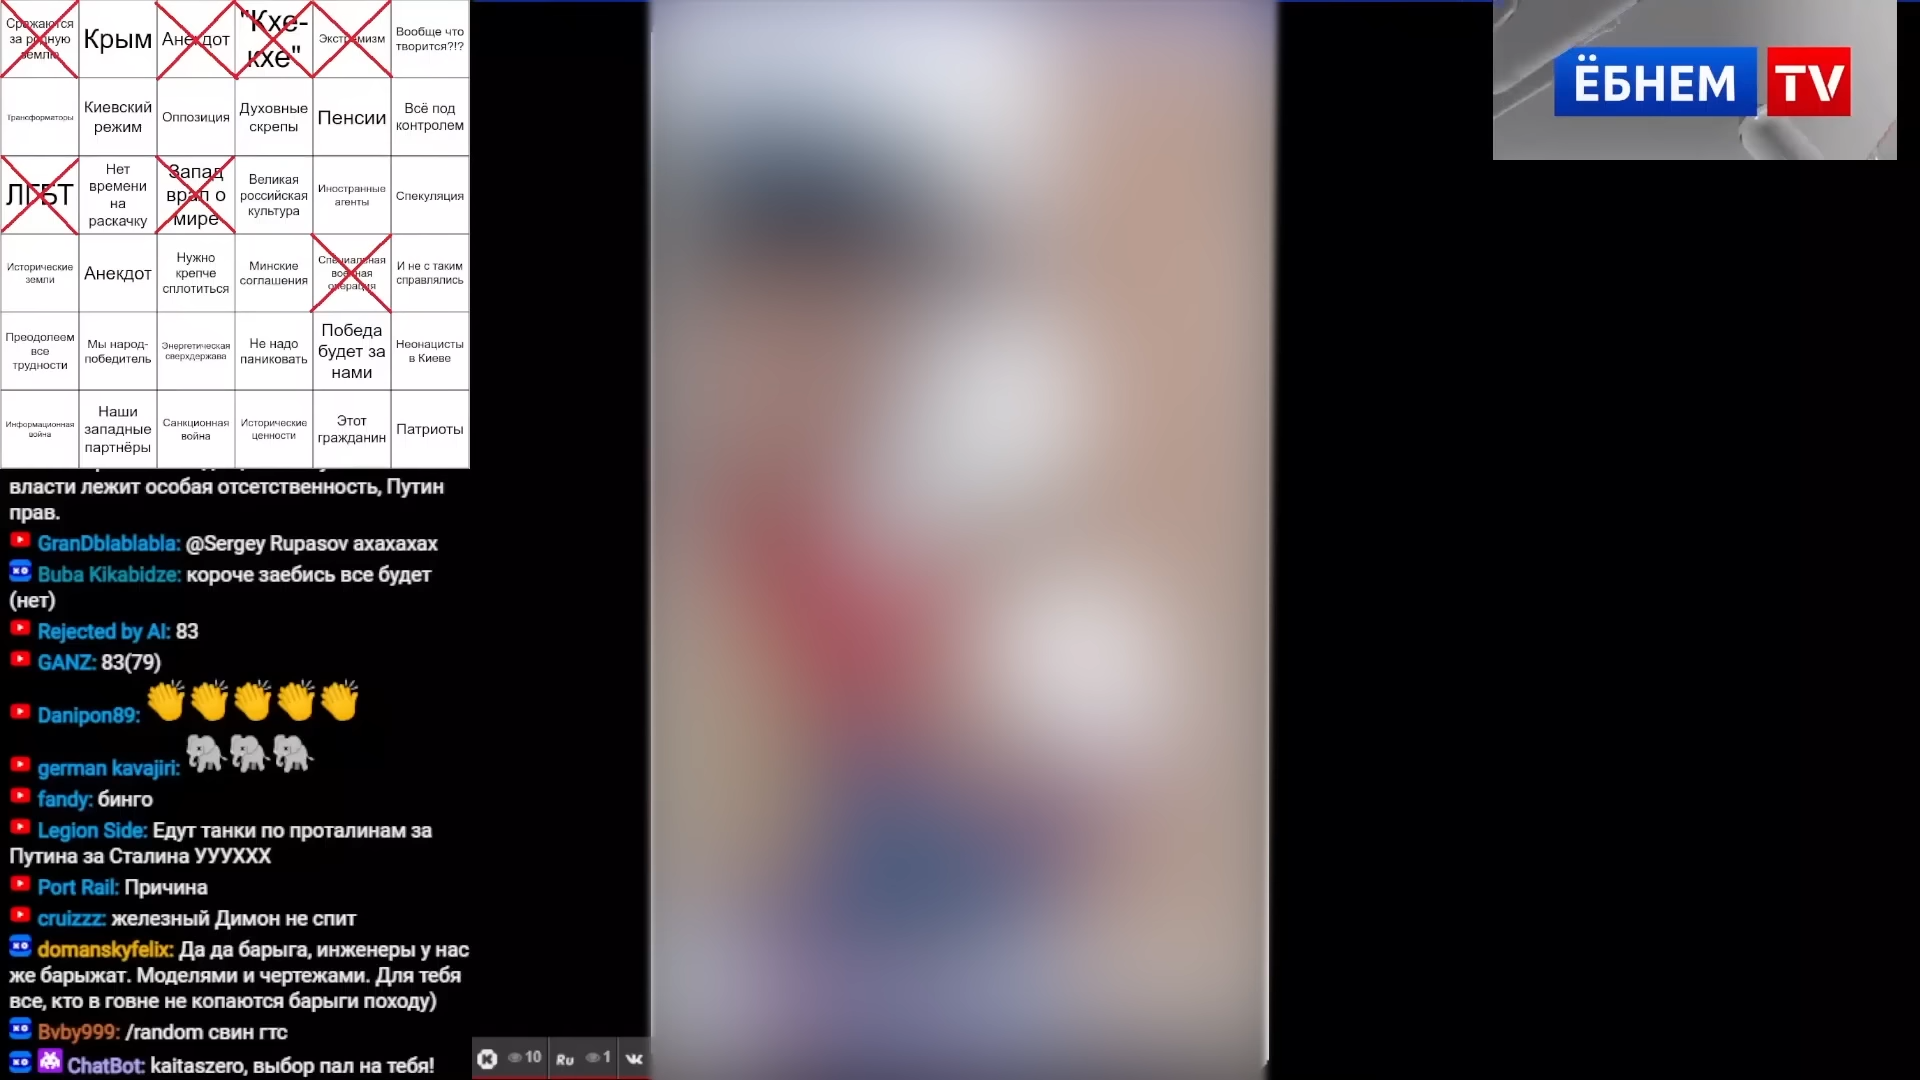 Сражаются
за родную
землю
Крым
Анекдот
"Кхе-
кхе"
Экстремизм
Вообще что
творится?!?
Трансформаторы
Киевский
режим
Оппозиция
Духовные
скрепы
Пенсии
Всё под
контролем
ЛГБТ
Нет
времени
на
раскачку
Запад
врал о
мире
Великая
российская
культура
Иностранные
агенты
Спекуляция
Исторические
земли
Анекдот
Нужно
крепче
сплотиться
Минские
соглашения
Специальная
военная
операция
И не с таким
справлялись
Преодолеем
все
трудности
Мы народ-
победитель
Энергетическая
сверхдержава
Не надо
паниковать
Победа
будет за
нами
Неонацисты
в Киеве
Информационная
война
Наши
западные
партнёры
Санкционная
война
Исторические
ценности
Этот
гражданин
Патриоты
ЁБНЕМ TV
власти лежит особая отсетственность, Путин
прав.
GranDblablabla: @Sergey Rupasov ахахахах
Buba Kikabidze: короче заебись все будет
(нет)
Rejected by AI: 83
GANZ: 83(79)
Danipon89: 👏👏👏👏👏
german kavajiri: 🐘🐘🐘
fandy: бинго
Legion Side: Едут танки по проталинам за
Путина за Сталина УУУХХХ
Port Rail: Причина
cruizzz: железный Димон не спит
domanskyfelix: Да да барыга, инженеры у нас
же барыжат. Моделями и чертежами. Для тебя
все, кто в говне не копаются барыги походу)
Bvby999: /random свин гтс
ChatBot: kaitaszero, выбор пал на тебя!
10 Ru 1